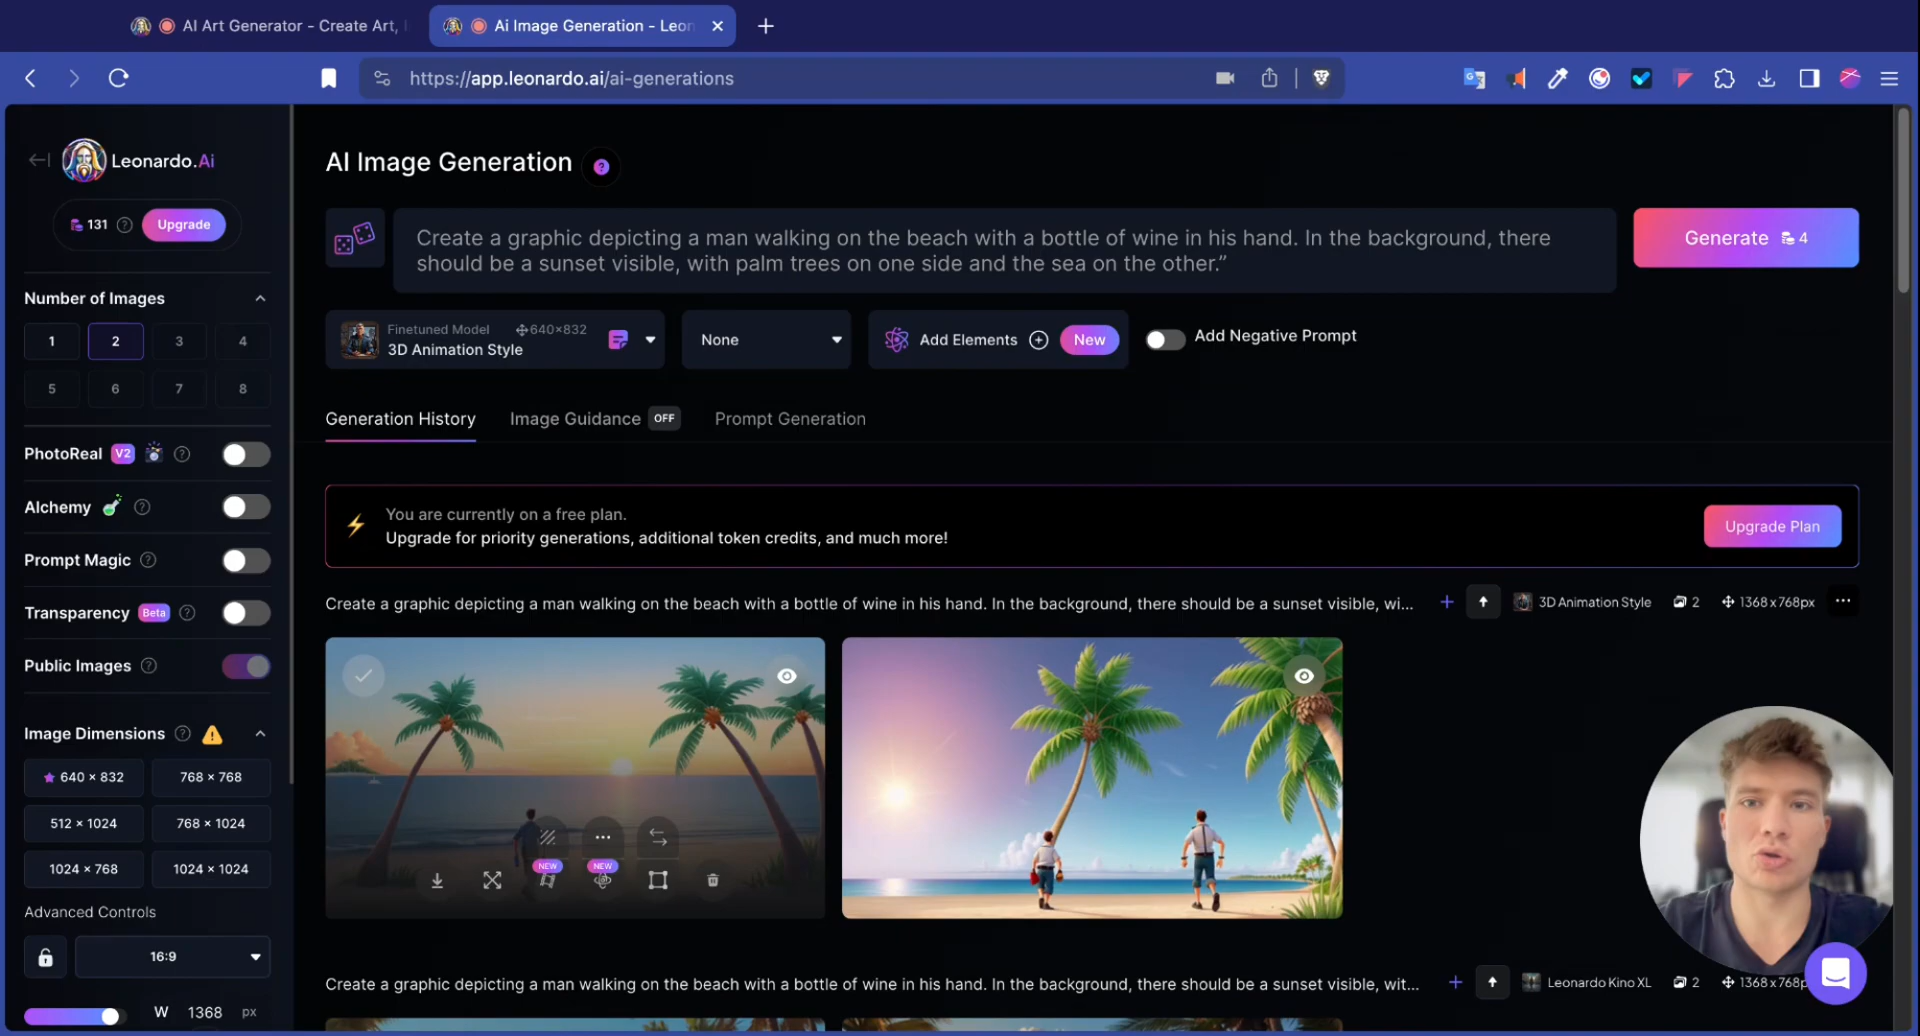 AI Art Generator - Create Art,
Ai Image Generation - Leon
https://app.leonardo.ai/ai-generations
Leonardo.Ai
131
Upgrade
Number of Images
1 2 3 4
5 6 7 8
PhotoReal V2
Alchemy
Prompt Magic
Transparency Beta
Public Images
Image Dimensions
640 × 832 768 × 768
512 × 1024 768 × 1024
1024 × 768 1024 × 1024
Advanced Controls
16:9
W 1368 px
AI Image Generation
Create a graphic depicting a man walking on the beach with a bottle of wine in his hand. In the background, there
should be a sunset visible, with palm trees on one side and the sea on the other.”
Generate 4
Finetuned Model 640×832
3D Animation Style
None
Add Elements New
Add Negative Prompt
Generation History Image Guidance OFF Prompt Generation
You are currently on a free plan.
Upgrade for priority generations, additional token credits, and much more!
Upgrade Plan
Create a graphic depicting a man walking on the beach with a bottle of wine in his hand. In the background, there should be a sunset visible, wi...
3D Animation Style 2 1368 x 768px
NEW NEW
Create a graphic depicting a man walking on the beach with a bottle of wine in his hand. In the background, there should be a sunset visible, wit...
Leonardo Kino XL 2 1368 x 768p